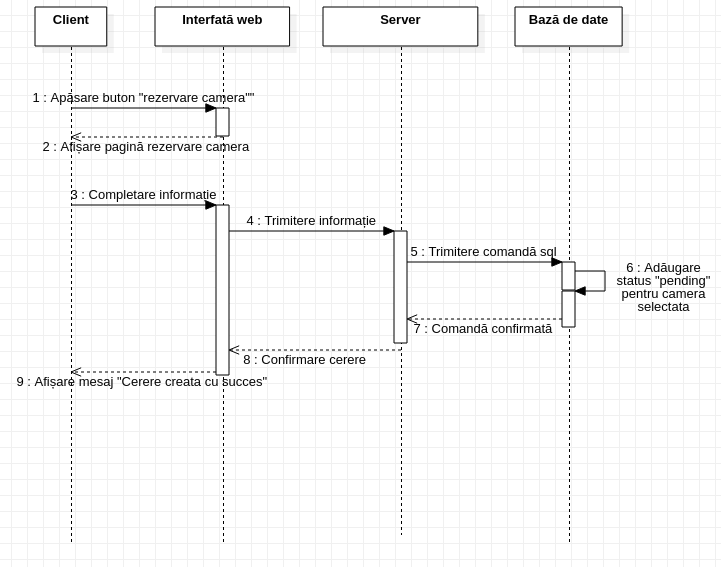 Client
Interfată web
Server
Bază de date
1 : Apăsare buton "rezervare camera""
2 : Afișare pagină rezervare camera
3 : Completare informatie
4 : Trimitere informație
5 : Trimitere comandă sql
6 : Adăugare
status "pending"
pentru camera
selectata
7 : Comandă confirmată
8 : Confirmare cerere
9 : Afișare mesaj "Cerere creata cu succes"